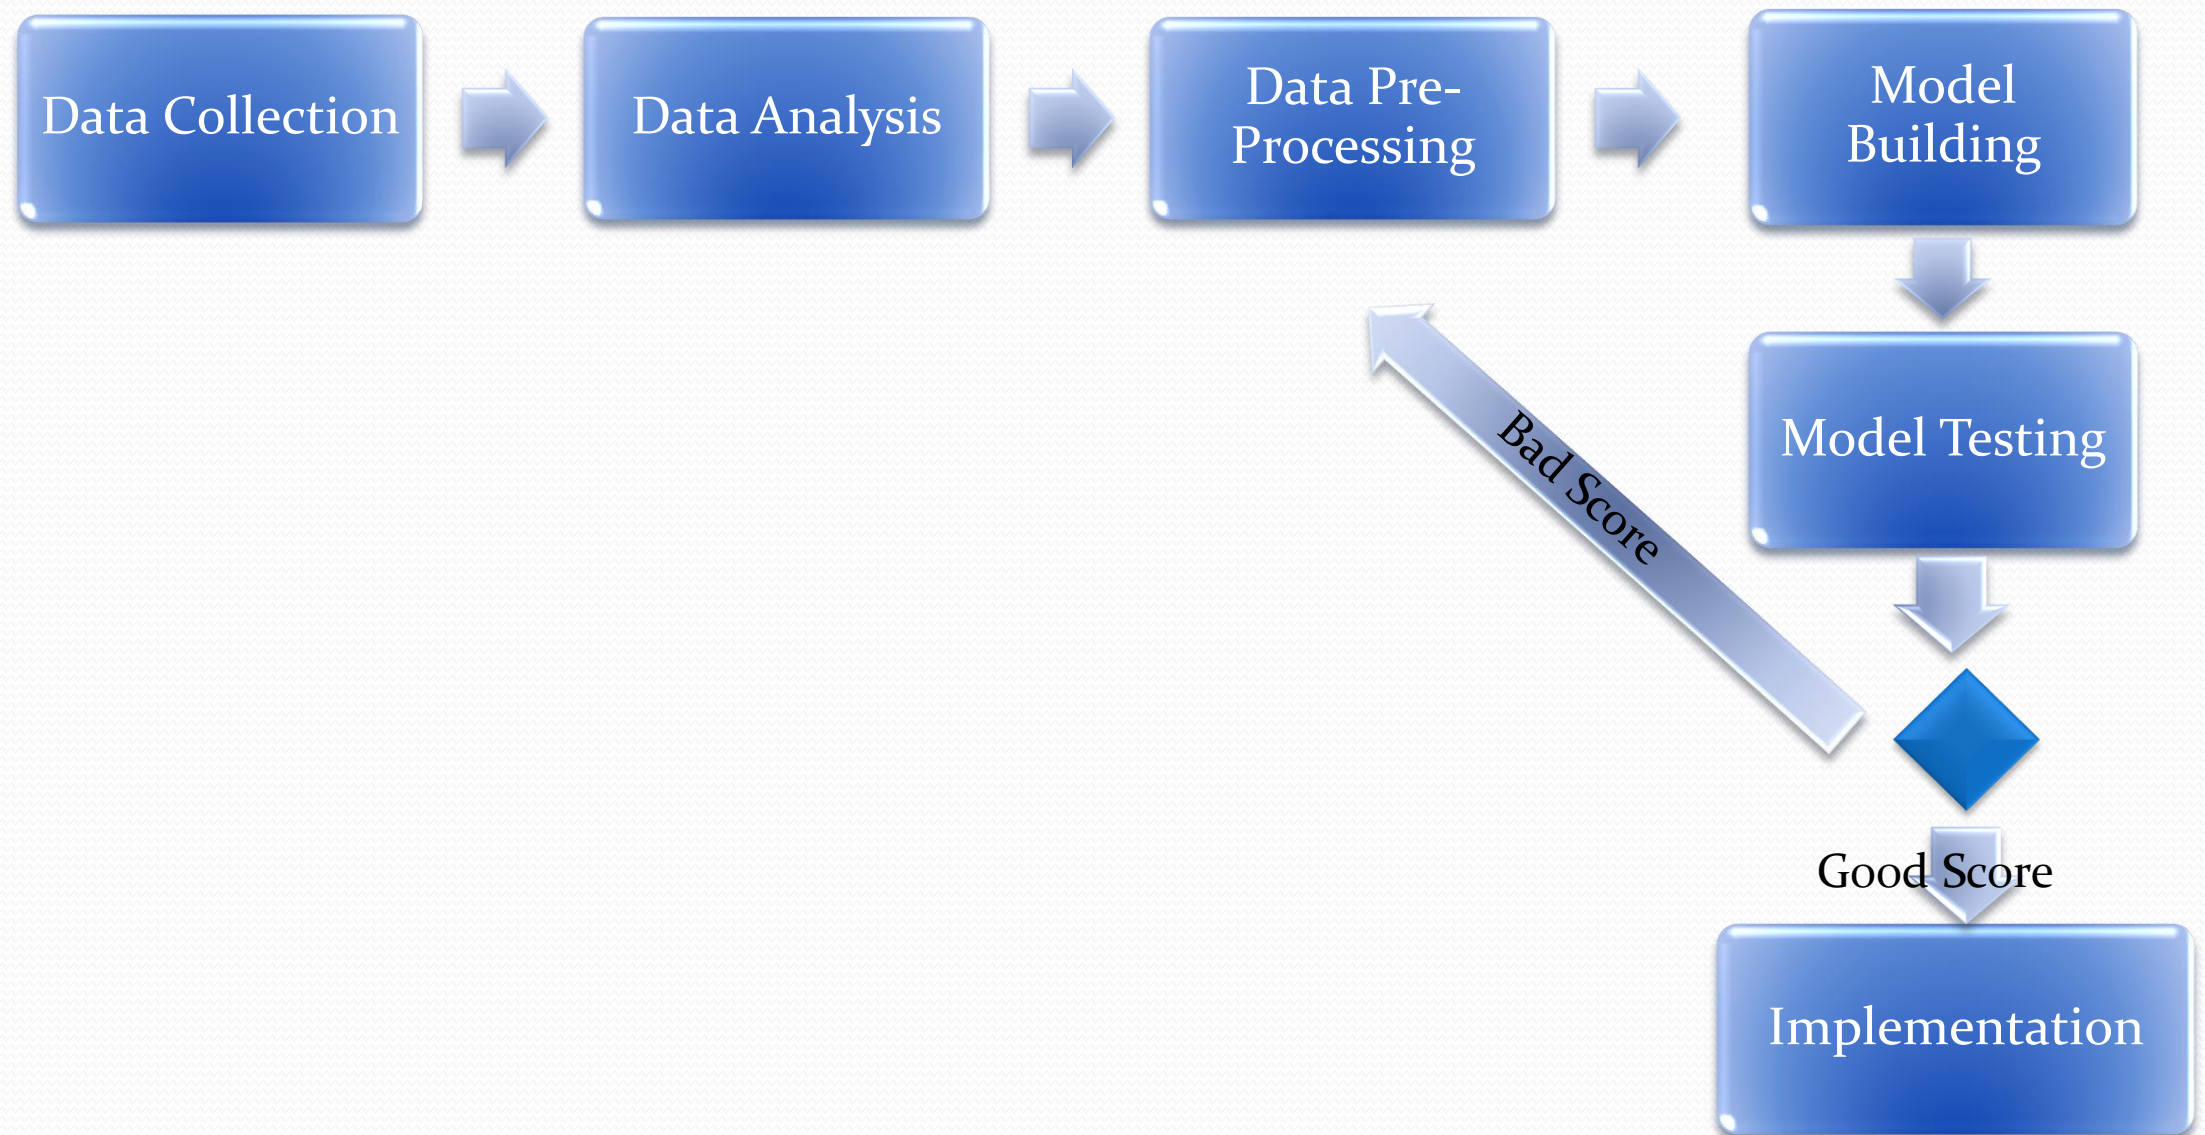 Data Collection
Data Analysis
Data Pre-
Processing
Model
Building
Model Testing
Bad Score
Good Score
Implementation